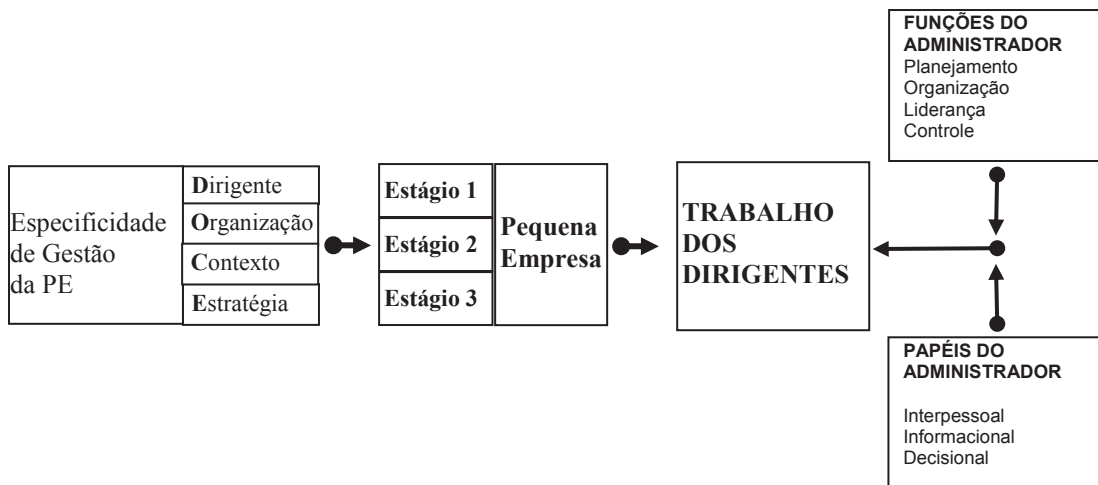 Especificidade
de Gestão
da PE
Dirigente
Organização
Contexto
Estratégia
Estágio 1
Estágio 2
Estágio 3
Pequena
Empresa
TRABALHO
DOS
DIRIGENTES
FUNÇÕES DO
ADMINISTRADOR
Planejamento
Organização
Liderança
Controle
PAPÉIS DO
ADMINISTRADOR
Interpessoal
Informacional
Decisional